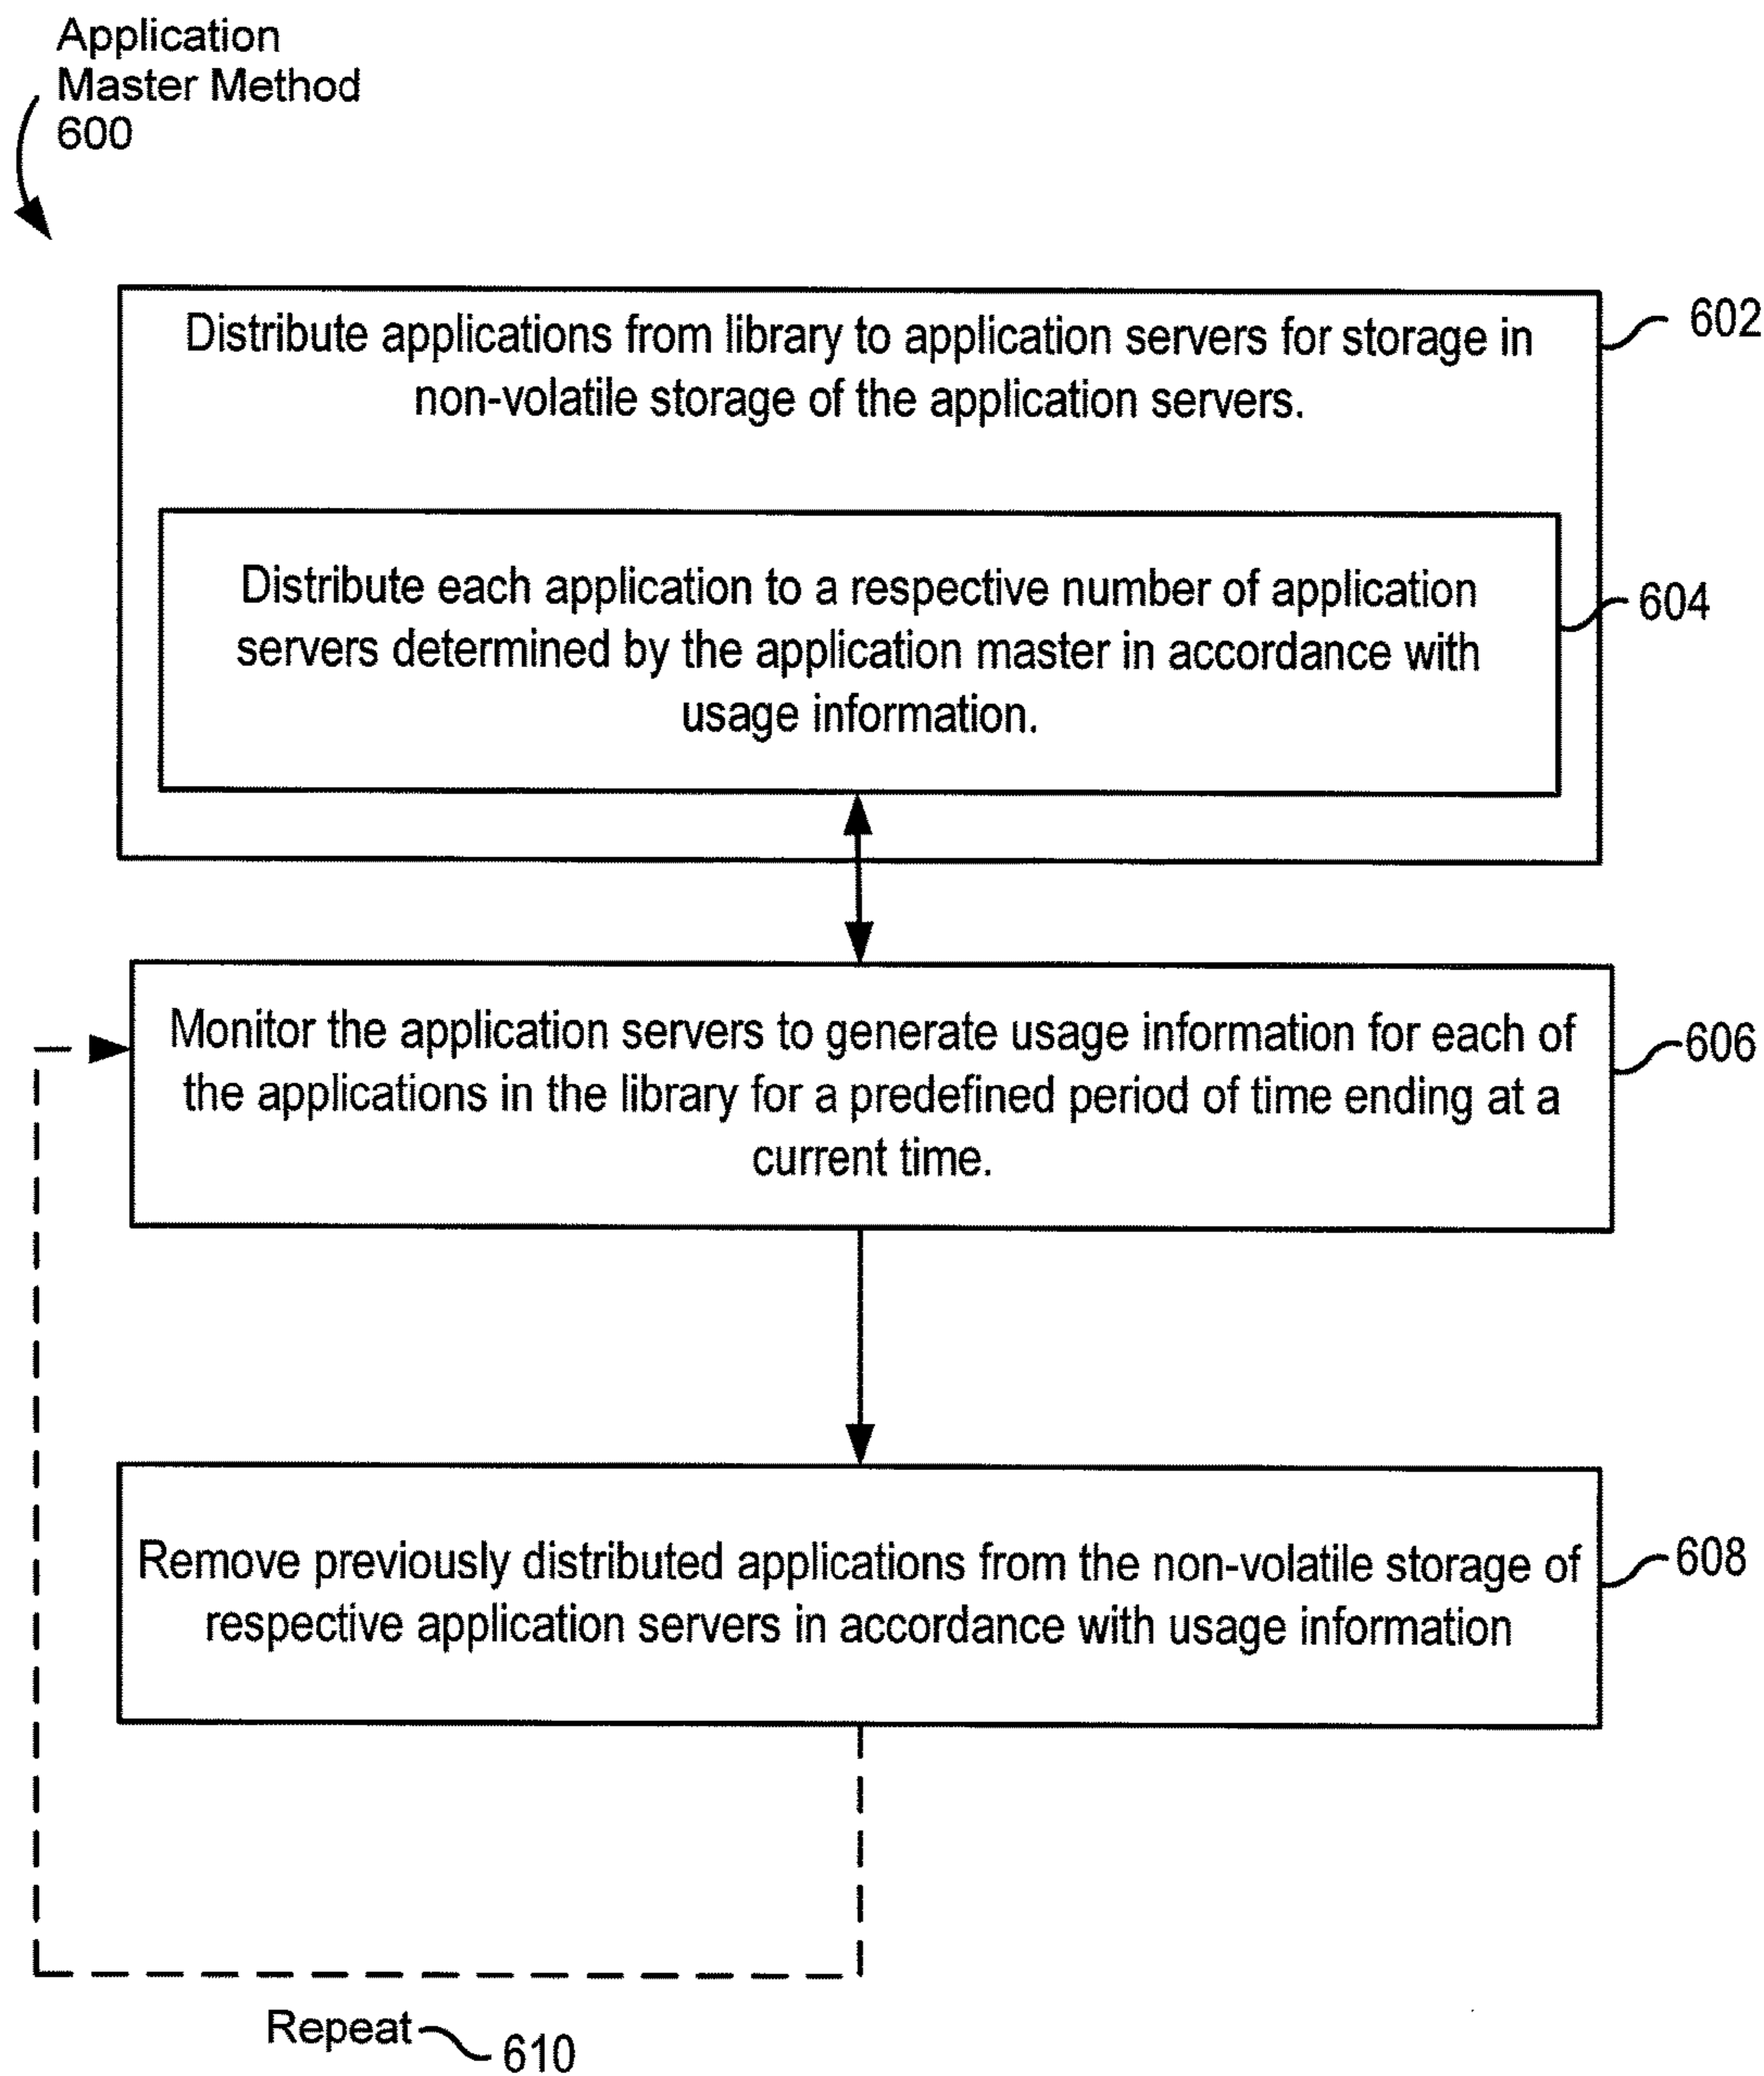 Application
Master Method
600
Distribute applications from library to application servers for storage in
non-volatile storage of the application servers.
602
Distribute each application to a respective number of application
servers determined by the application master in accordance with
usage information.
604
Monitor the application servers to generate usage information for each of
the applications in the library for a predefined period of time ending at a
current time.
606
Remove previously distributed applications from the non-volatile storage of
respective application servers in accordance with usage information
608
Repeat
610